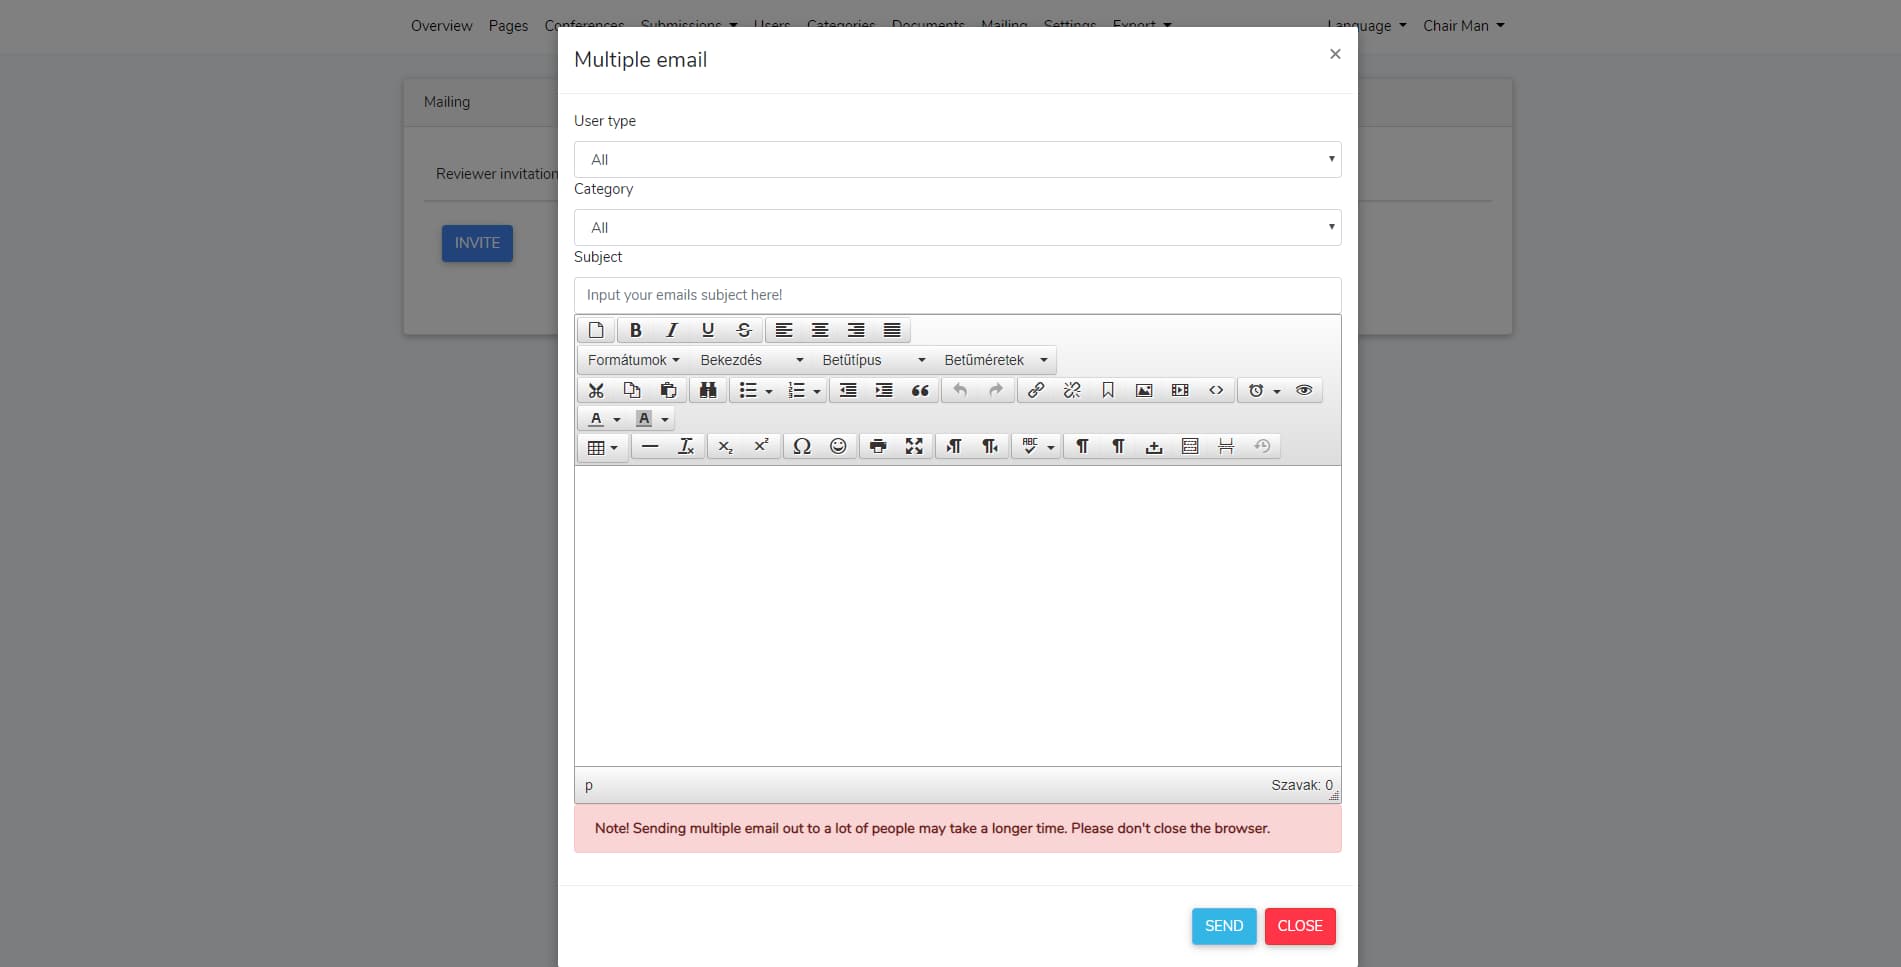 Overview Pages Conferences Submissions Users Categories Documents Mailing Settings Export Language Chair Man
Multiple email ×
Mailing
User type
All
Reviewer invitation
Category
INVITE
All
Subject
Input your emails subject here!
Formátumok Bekezdés Betűtípus Betűméretek
p Szavak: 0
Note! Sending multiple email out to a lot of people may take a longer time. Please don't close the browser.
SEND CLOSE